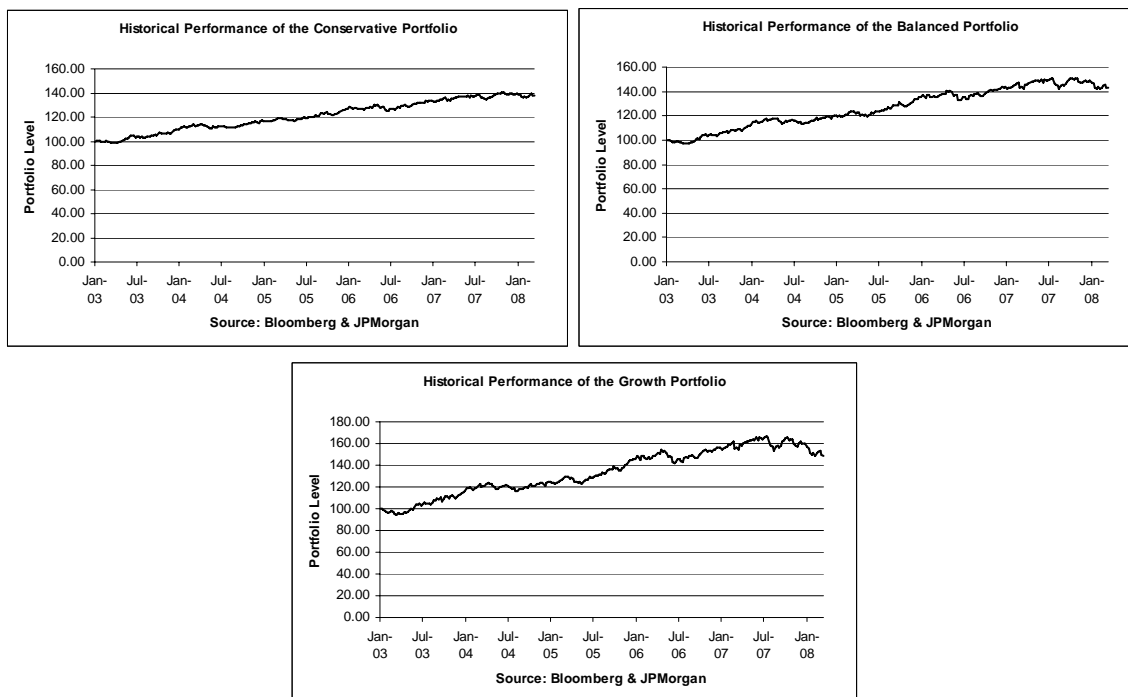 Historical Performance of the Conservative Portfolio
160.00
140.00
120.00
100.00
80.00
60.00
40.00
20.00
0.00
Portfolio Level
Jan-
03
Jul-
03
Jan-
04
Jul-
04
Jan-
05
Jul-
05
Jan-
06
Jul-
06
Jan-
07
Jul-
07
Jan-
08
Source: Bloomberg & JPMorgan
Historical Performance of the Balanced Portfolio
160.00
140.00
120.00
100.00
80.00
60.00
40.00
20.00
0.00
Portfolio Level
Jan-
03
Jul-
03
Jan-
04
Jul-
04
Jan-
05
Jul-
05
Jan-
06
Jul-
06
Jan-
07
Jul-
07
Jan-
08
Source: Bloomberg & JPMorgan
Historical Performance of the Growth Portfolio
180.00
160.00
140.00
120.00
100.00
80.00
60.00
40.00
20.00
0.00
Portfolio Level
Jan-
03
Jul-
03
Jan-
04
Jul-
04
Jan-
05
Jul-
05
Jan-
06
Jul-
06
Jan-
07
Jul-
07
Jan-
08
Source: Bloomberg & JPMorgan